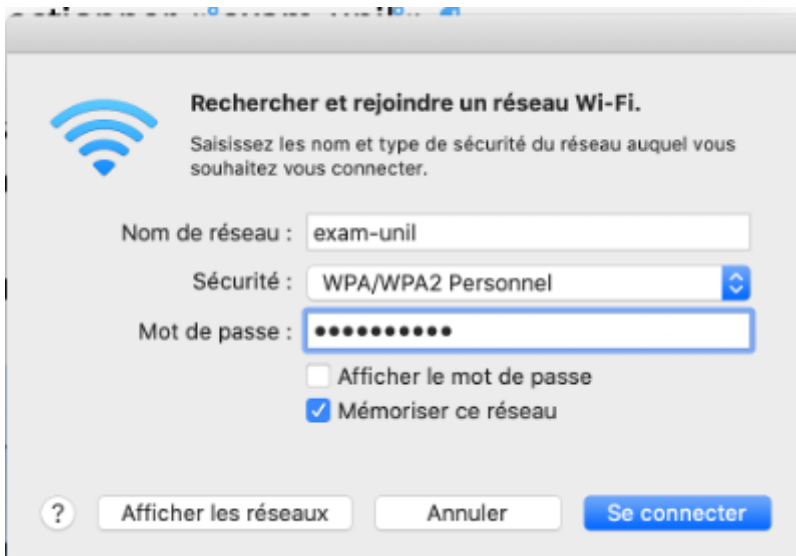 Rechercher et rejoindre un réseau Wi-Fi.
Saisissez les nom et type de sécurité du réseau auquel vous
souhaitez vous connecter.
Nom de réseau : exam-unil
Sécurité : WPA/WPA2 Personnel
Mot de passe : ••••••••••
Afficher le mot de passe
Mémoriser ce réseau
? Afficher les réseaux Annuler Se connecter